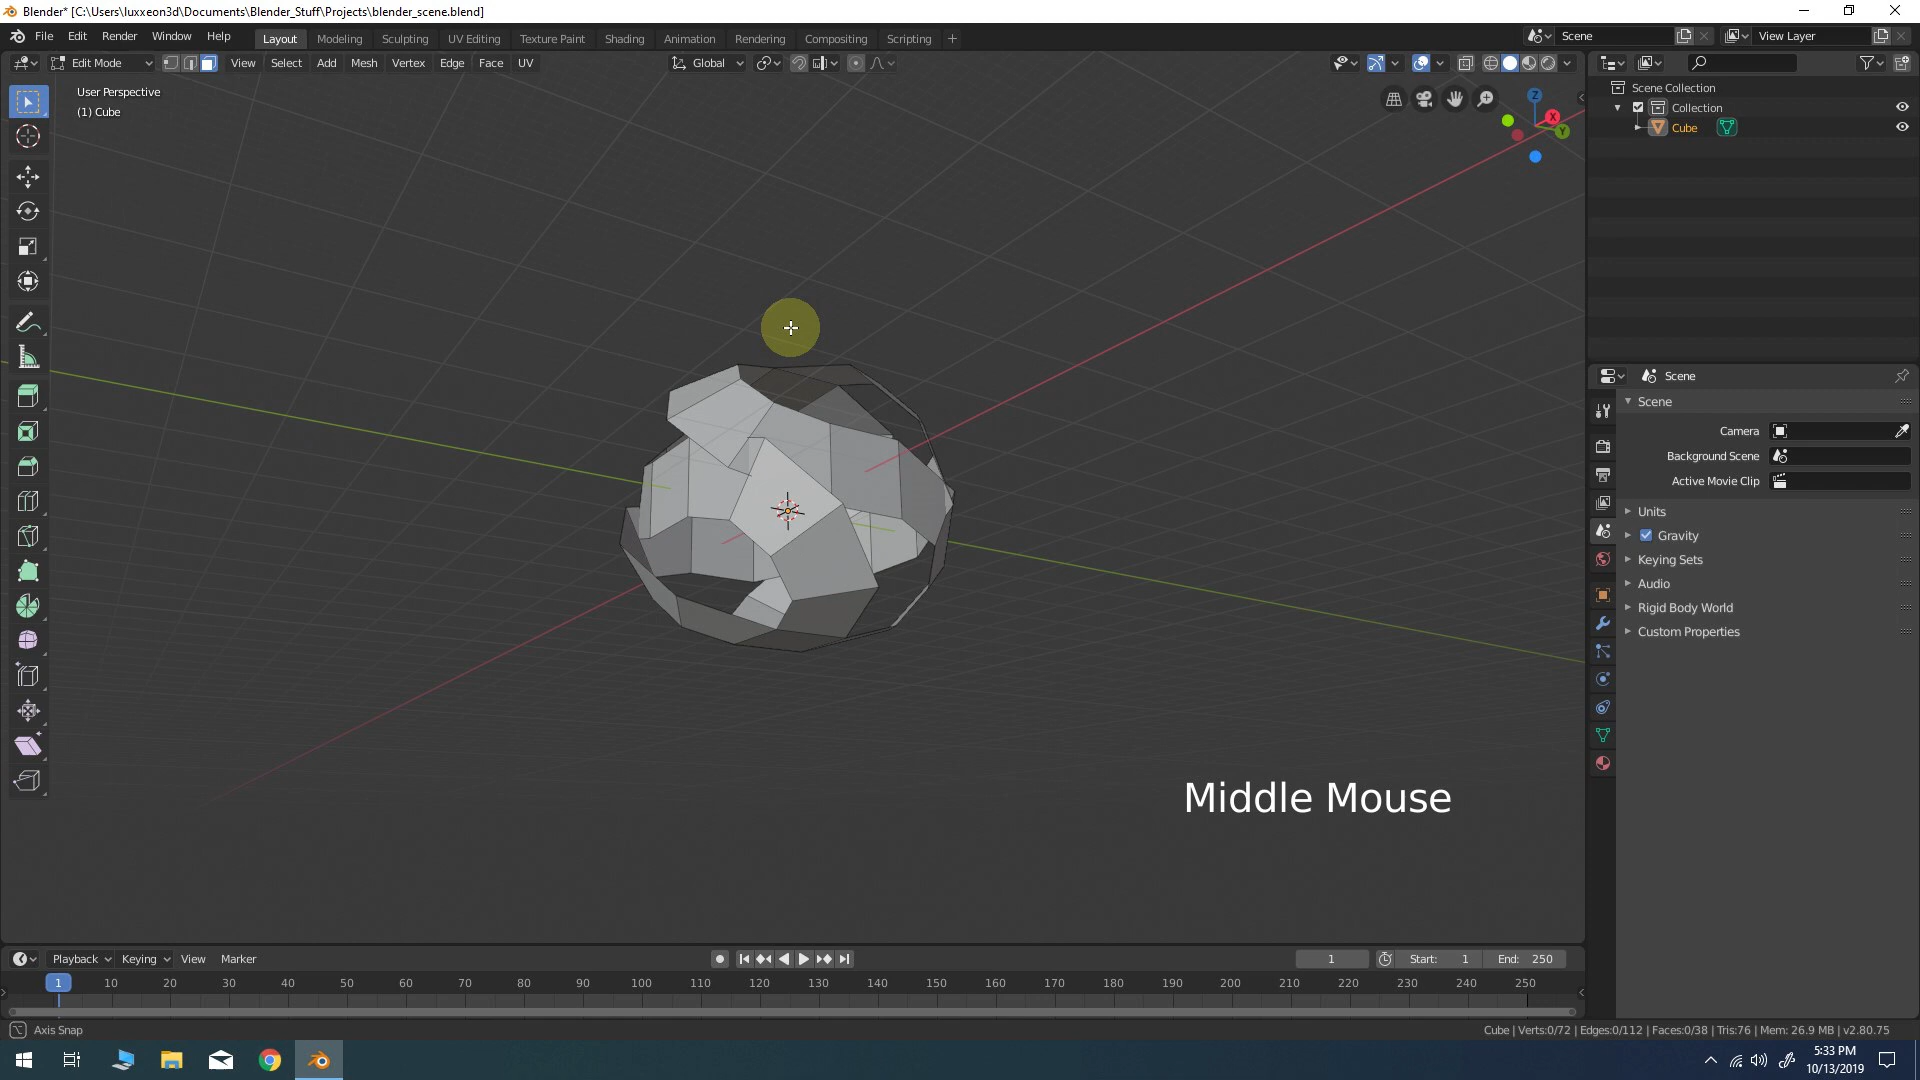 Blender* [C:\Users\luxxeon3d\Documents\Blender_Stuff\Projects\blender_scene.blend]
File Edit Render Window Help Layout Modeling Sculpting UV Editing Texture Paint Shading Animation Rendering Compositing Scripting + Scene View Layer
Edit Mode View Select Add Mesh Vertex Edge Face UV Global
User Perspective
(1) Cube
Z
X
Y
Scene Collection
Collection
Cube
Scene
Scene
Camera
Background Scene
Active Movie Clip
Units
Gravity
Keying Sets
Audio
Rigid Body World
Custom Properties
Middle Mouse
Playback Keying View Marker 1 Start: 1 End: 250
1 10 20 30 40 50 60 70 80 90 100 110 120 130 140 150 160 170 180 190 200 210 220 230 240 250
Axis Snap
Cube | Verts:0/72 | Edges:0/112 | Faces:0/38 | Tris:76 | Mem: 26.9 MB | v2.80.75
5:33 PM
10/13/2019